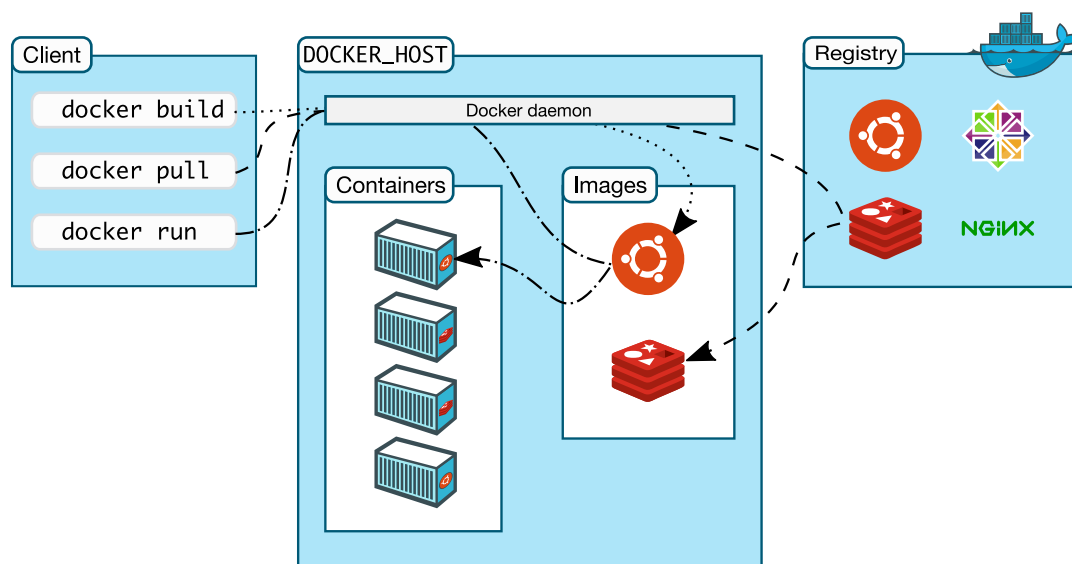 Client
docker build
docker pull
docker run
DOCKER_HOST
Docker daemon
Containers
Images
Registry
NGiNX